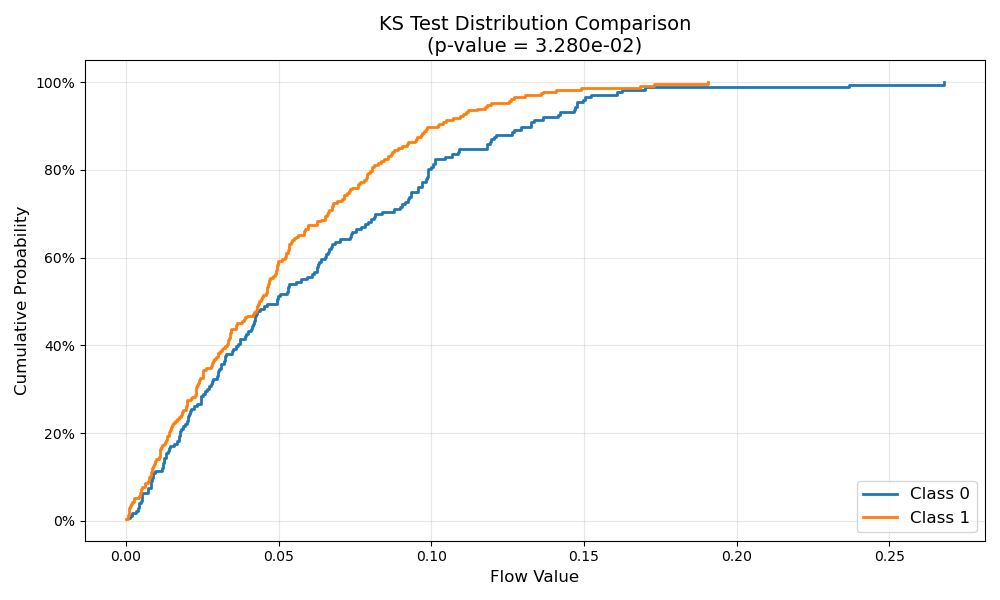 KS Test Distribution Comparison
(p-value = 3.280e-02)
Cumulative Probability
100%
80%
60%
40%
20%
0%
Class 0
Class 1
0.00
0.05
0.10
0.15
0.20
0.25
Flow Value